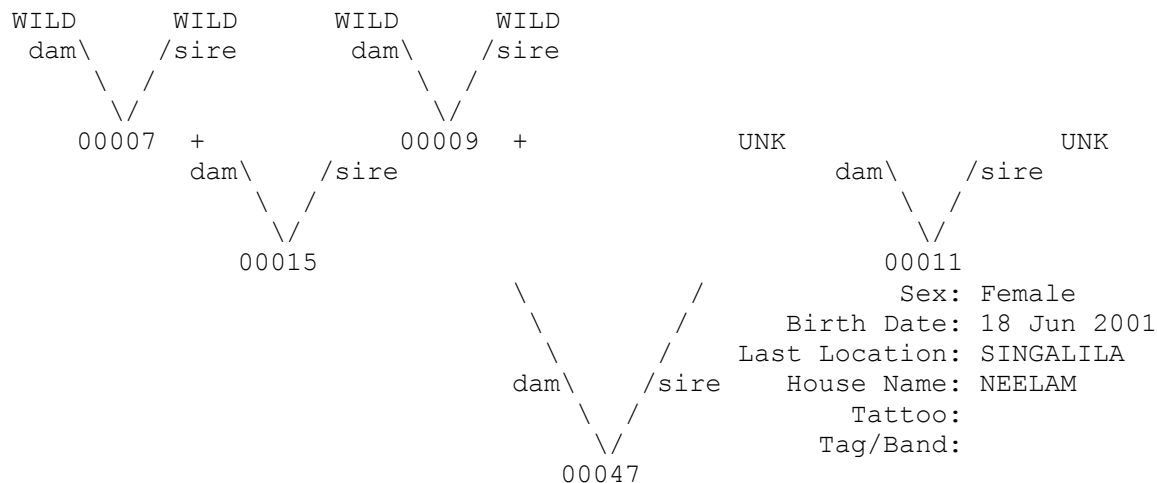 WILD WILD WILD WILD
dam\ /sire dam\ /sire
\ / \ /
\/ \/
00007 + 00009 + UNK UNK
dam\ /sire dam\ /sire
\ / \ /
\/ \/
00015 00011
\ / Sex: Female
\ / Birth Date: 18 Jun 2001
\ / Last Location: SINGALILA
dam\ /sire House Name: NEELAM
\ / Tattoo:
\/ Tag/Band:
00047